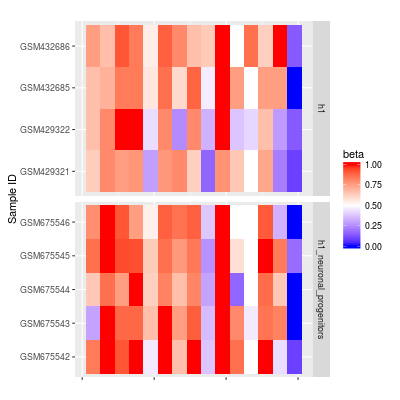 GSM432686
GSM432685
GSM429322
GSM429321
h1
GSM675546
GSM675545
GSM675544
GSM675543
GSM675542
h1_neuronal_progenitors
Sample ID
beta
1.00
0.75
0.50
0.25
0.00